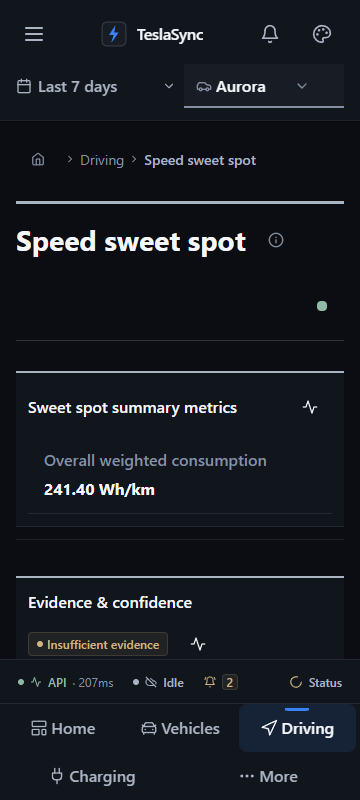 TeslaSync
Last 7 days
Aurora
Driving
Speed sweet spot
Speed sweet spot
Sweet spot summary metrics
Overall weighted consumption
241.40 Wh/km
Evidence & confidence
Insufficient evidence
API · 207ms
Idle
2
Status
Home
Vehicles
Driving
Charging
More